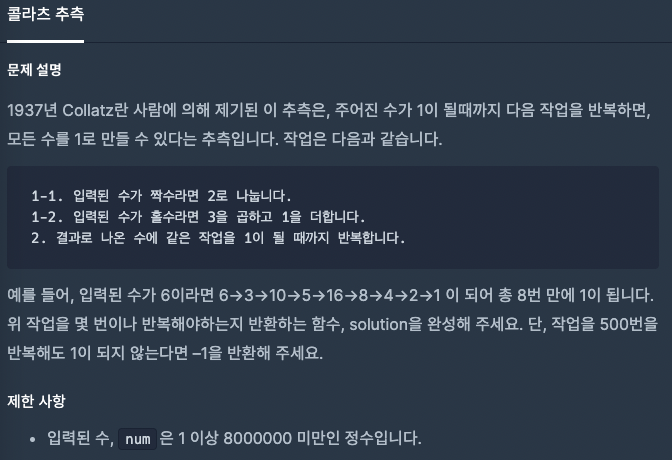 콜라츠 추측
문제 설명
1937년 Collatz란 사람에 의해 제기된 이 추측은, 주어진 수가 1이 될때까지 다음 작업을 반복하면,
모든 수를 1로 만들 수 있다는 추측입니다. 작업은 다음과 같습니다.
1-1. 입력된 수가 짝수라면 2로 나눕니다.
1-2. 입력된 수가 홀수라면 3을 곱하고 1을 더합니다.
2. 결과로 나온 수에 같은 작업을 1이 될 때까지 반복합니다.
예를 들어, 입력된 수가 6이라면 6→3→10→5→16→8→4→2→1 이 되어 총 8번 만에 1이 됩니다.
위 작업을 몇 번이나 반복해야하는지 반환하는 함수, solution을 완성해 주세요. 단, 작업을 500번을
반복해도 1이 되지 않는다면 –1을 반환해 주세요.
제한 사항
• 입력된 수, num 은 1 이상 8000000 미만인 정수입니다.